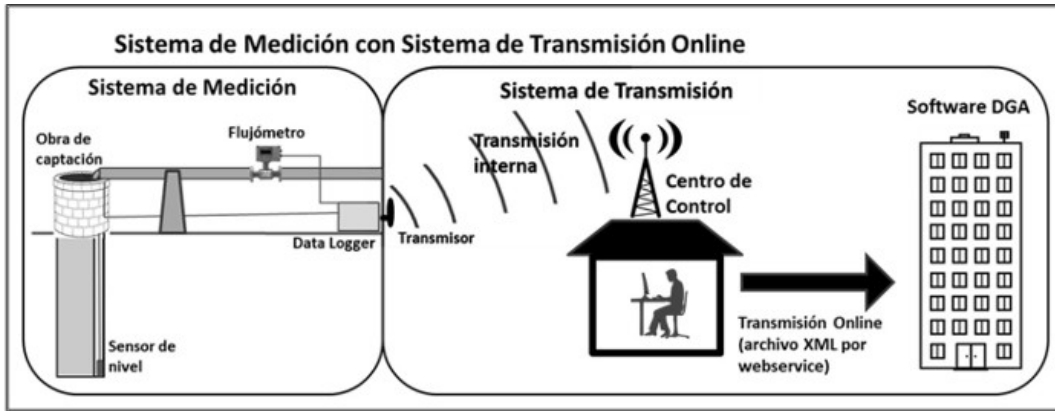 Sistema de Medición con Sistema de Transmisión Online
Sistema de Medición
Obra de
captación
Flujómetro
Data Logger
Sensor de
nivel
Sistema de Transmisión
Transmisión
interna
Transmisor
Centro de
Control
Transmisión Online
(archivo XML por
webservice)
Software DGA